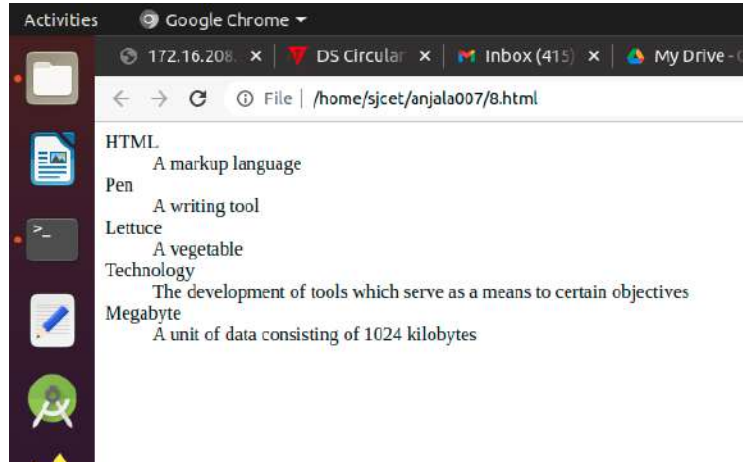 Activities Google Chrome
172.16.208. DS Circular Inbox (415) My Drive -
File | /home/sjcet/anjala007/8.html
HTML
A markup language
Pen
A writing tool
Lettuce
A vegetable
Technology
The development of tools which serve as a means to certain objectives
Megabyte
A unit of data consisting of 1024 kilobytes